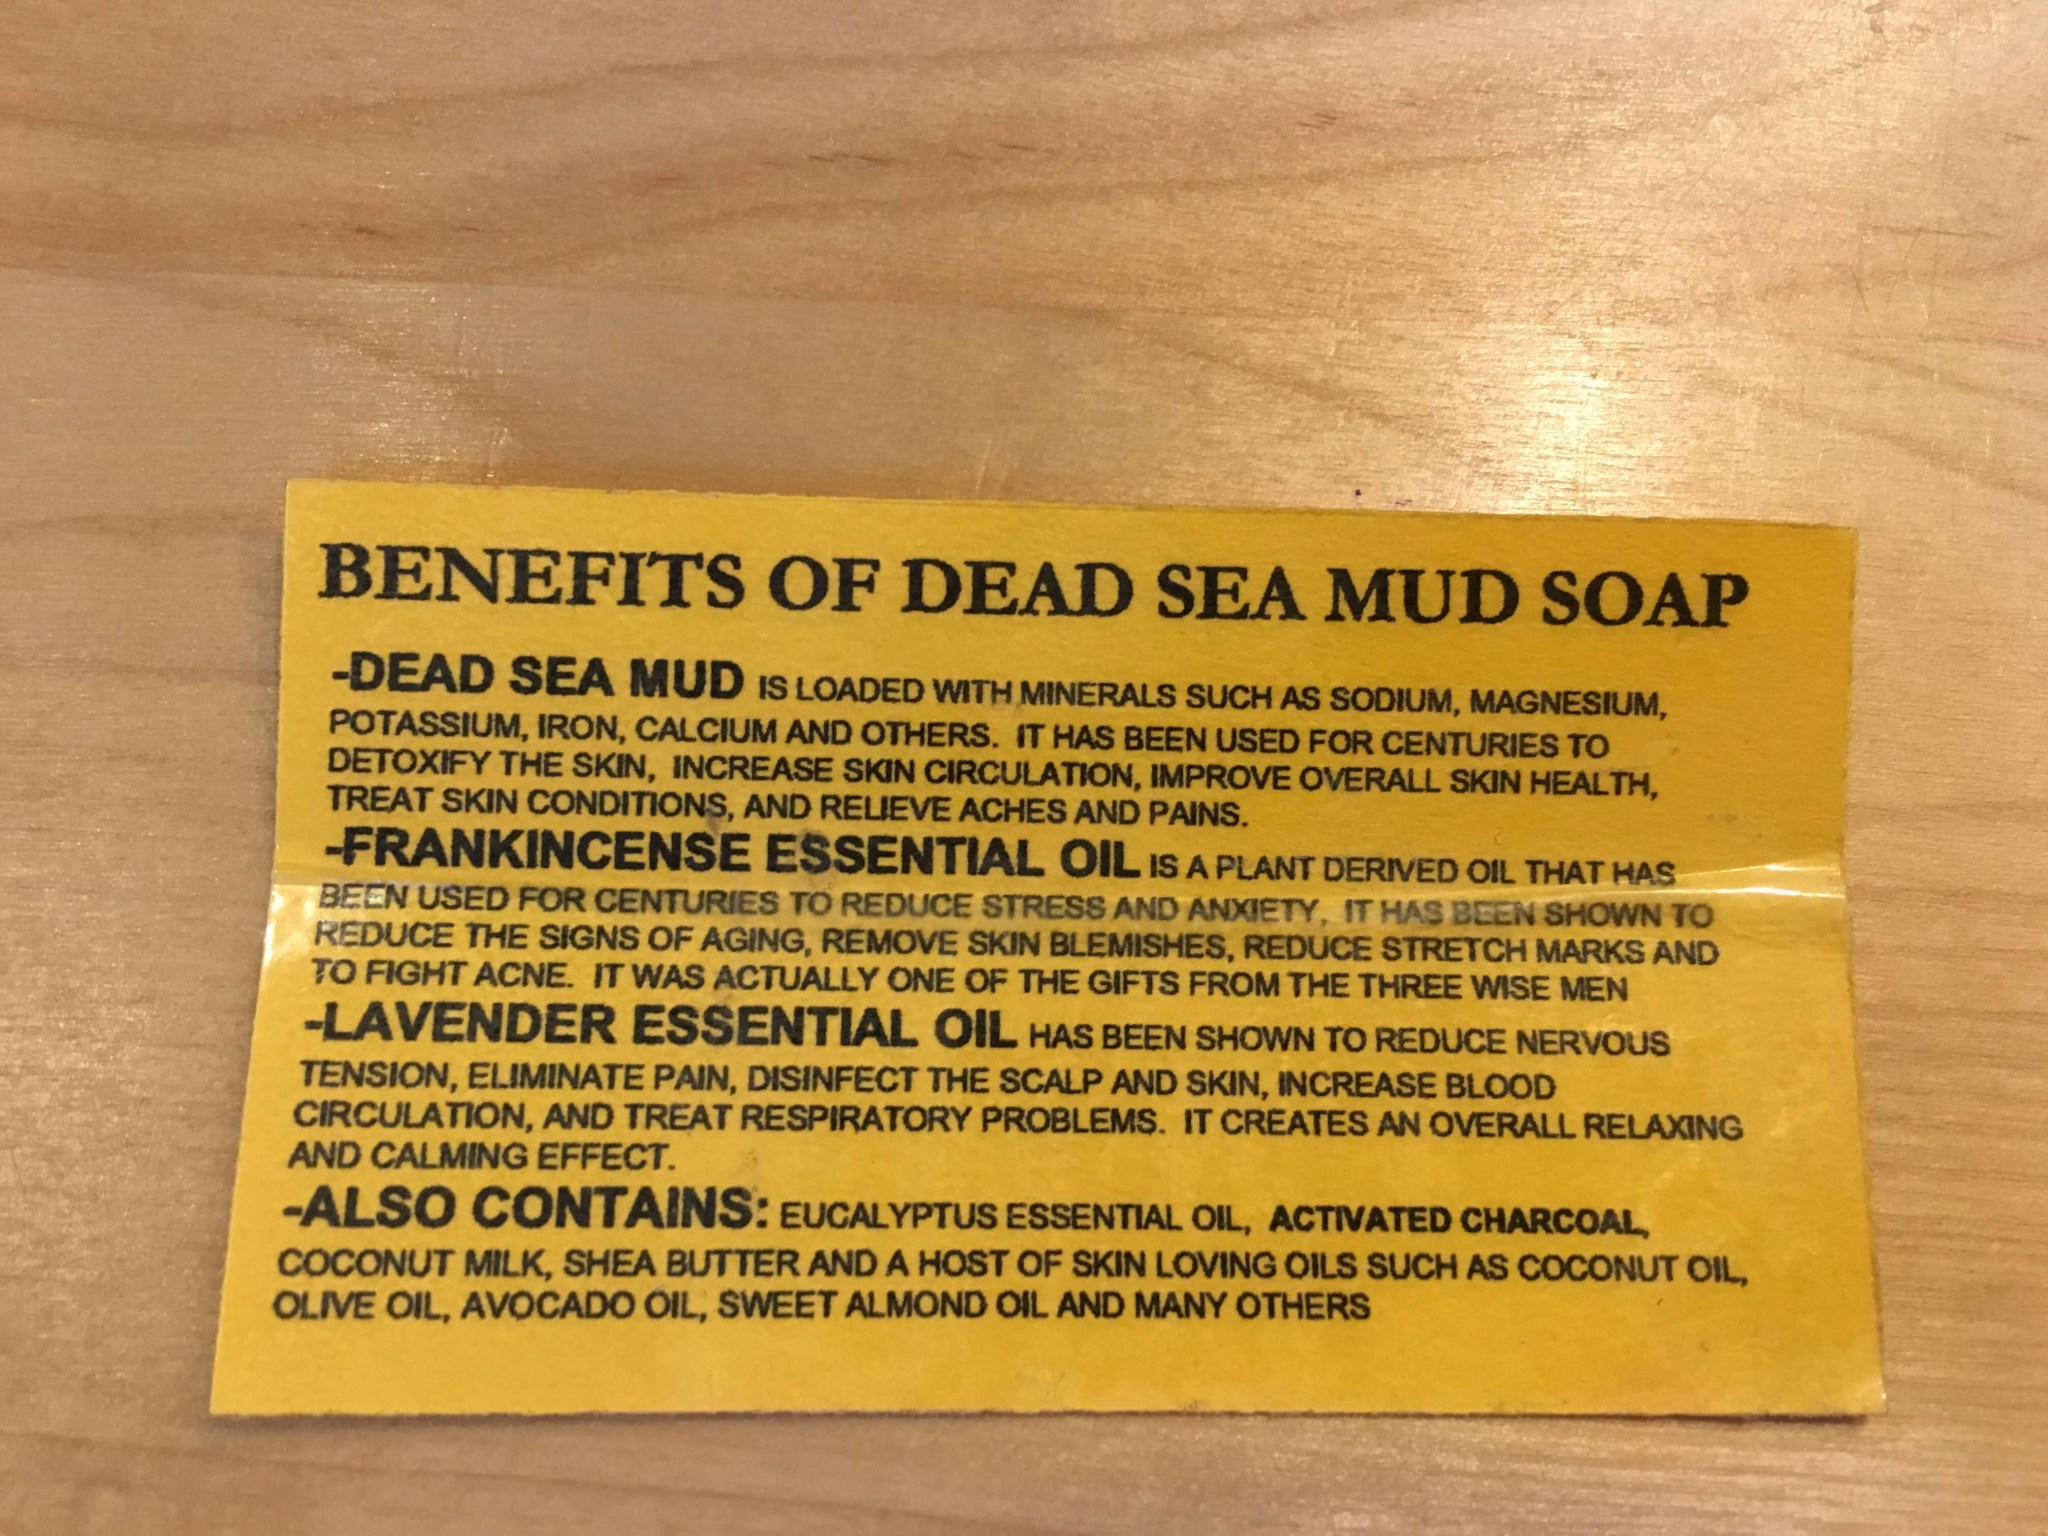 BENEFITS OF DEAD SEA MUD SOAP
-DEAD SEA MUD IS LOADED WITH MINERALS SUCH AS SODIUM, MAGNESIUM,
POTASSIUM, IRON, CALCIUM AND OTHERS. IT HAS BEEN USED FOR CENTURIES TO
DETOXIFY THE SKIN, INCREASE SKIN CIRCULATION, IMPROVE OVERALL SKIN HEALTH,
TREAT SKIN CONDITIONS, AND RELIEVE ACHES AND PAINS.
-FRANKINCENSE ESSENTIAL OIL IS A PLANT DERIVED OIL THAT HAS
BEEN USED FOR CENTURIES TO REDUCE STRESS AND ANXIETY, IT HAS BEEN SHOWN TO
REDUCE THE SIGNS OF AGING, REMOVE SKIN BLEMISHES, REDUCE STRETCH MARKS AND
TO FIGHT ACNE. IT WAS ACTUALLY ONE OF THE GIFTS FROM THE THREE WISE MEN
-LAVENDER ESSENTIAL OIL HAS BEEN SHOWN TO REDUCE NERVOUS
TENSION, ELIMINATE PAIN, DISINFECT THE SCALP AND SKIN, INCREASE BLOOD
CIRCULATION, AND TREAT RESPIRATORY PROBLEMS. IT CREATES AN OVERALL RELAXING
AND CALMING EFFECT.
-ALSO CONTAINS: EUCALYPTUS ESSENTIAL OIL, ACTIVATED CHARCOAL,
COCONUT MILK, SHEA BUTTER AND A HOST OF SKIN LOVING OILS SUCH AS COCONUT OIL,
OLIVE OIL, AVOCADO OIL, SWEET ALMOND OIL AND MANY OTHERS